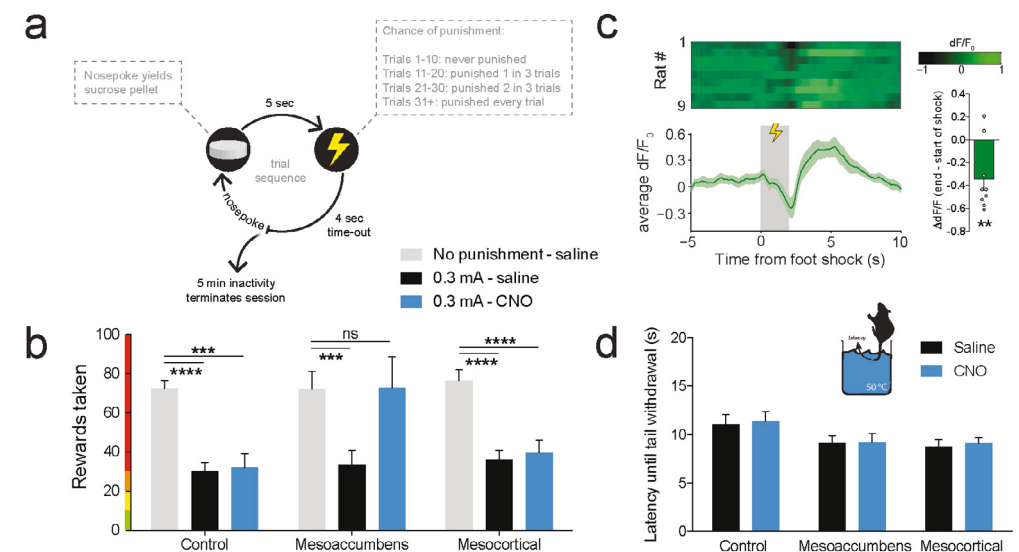 a
Nosepoke yields
sucrose pellet
5 sec
Chance of punishment:
Trials 1-10: never punished
Trials 11-20: punished 1 in 3 trials
Trials 21-30: punished 2 in 3 trials
Trials 31+: punished every trial
trial
sequence
nosepoke
4 sec
time-out
5 min inactivity
terminates session
No punishment - saline
0.3 mA - saline
0.3 mA - CNO
b
Rewards taken
100
80
60
40
20
0
***
****
ns
***
****
****
Control
Mesoaccumbens
Mesocortical
c
Rat #
1
9
dF/F0
−1
0
1
average dF/F0
0.6
0.3
0
−0.3
−5
0
5
10
Time from foot shock (s)
ΔdF/F (end - start of shock)
0.4
0.2
0.0
-0.2
-0.4
-0.6
-0.8
**
d
Latency until tail withdrawal (s)
20
15
10
5
0
latency
50 °C
Saline
CNO
Control
Mesoaccumbens
Mesocortical